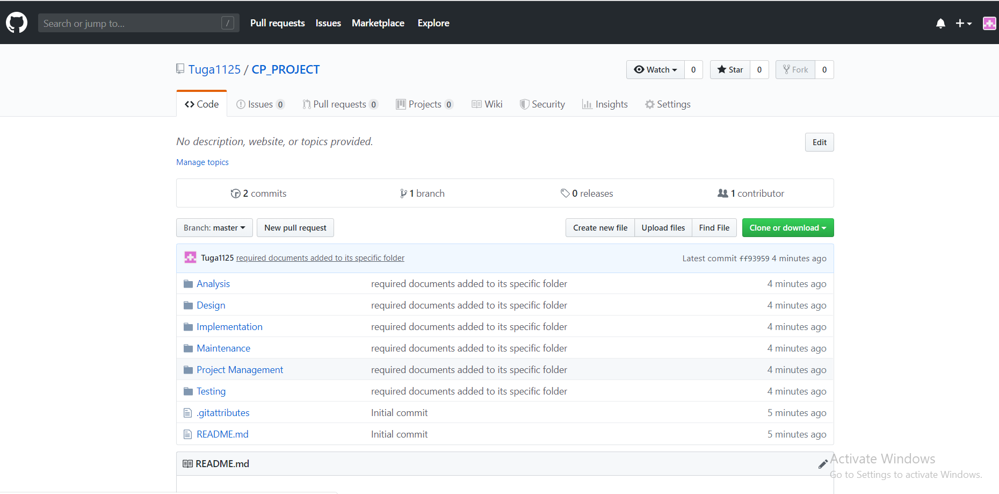 Search or jump to... / Pull requests Issues Marketplace Explore
Tuga1125 / CP_PROJECT Watch 0 Star 0 Fork 0
Code Issues 0 Pull requests 0 Projects 0 Wiki Security Insights Settings
No description, website, or topics provided. Edit
Manage topics
2 commits 1 branch 0 releases 1 contributor
Branch: master New pull request Create new file Upload files Find File Clone or download
Tuga1125 required documents added to its specific folder Latest commit ff93959 4 minutes ago
Analysis required documents added to its specific folder 4 minutes ago
Design required documents added to its specific folder 4 minutes ago
Implementation required documents added to its specific folder 4 minutes ago
Maintenance required documents added to its specific folder 4 minutes ago
Project Management required documents added to its specific folder 4 minutes ago
Testing required documents added to its specific folder 4 minutes ago
.gitattributes Initial commit 5 minutes ago
README.md Initial commit 5 minutes ago
README.md
Activate Windows
Go to Settings to activate Windows.